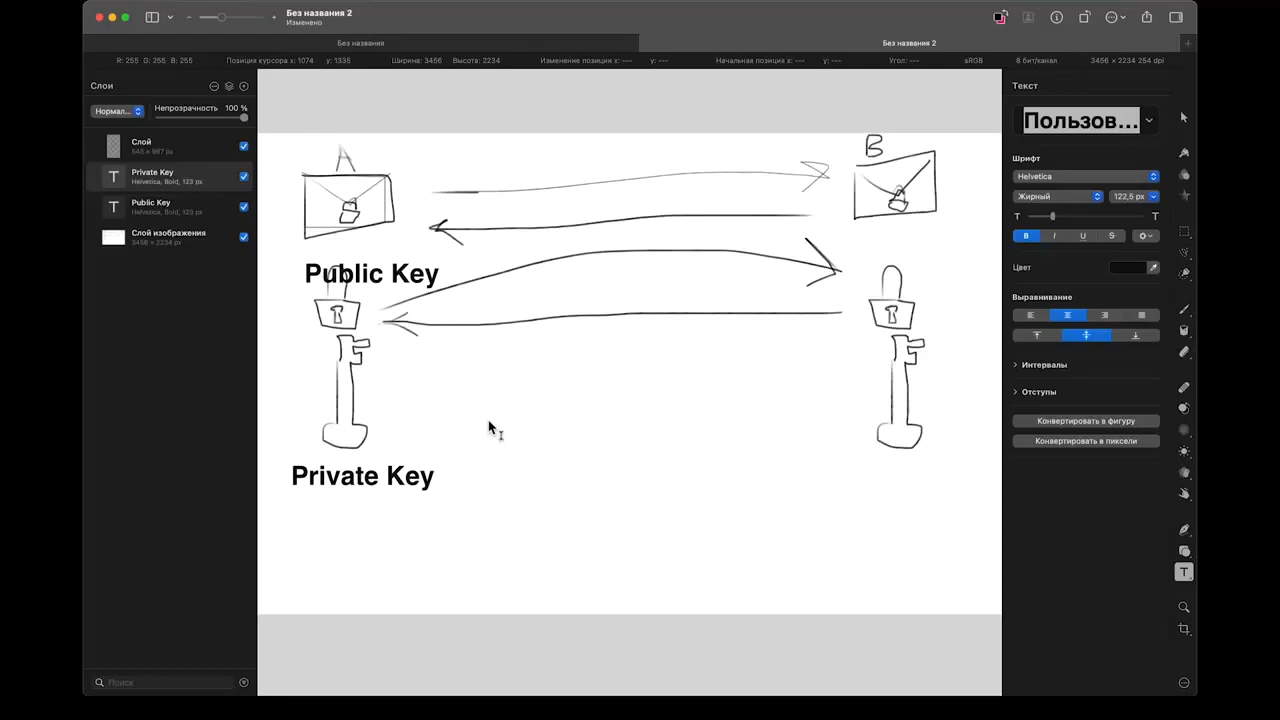 Без названия 2
Изменено
Без названия
Без названия 2
R: 255 G: 255 B: 255
Позиция курсора x: 1074 y: 1335
Ширина: 3456 Высота: 2234
Изменение позиции x: --- y: ---
Начальная позиция x: --- y: ---
Угол: ---
sRGB
8 бит/канал
3456 × 2234 254 dpi
Слои
Нормал...
Непрозрачность 100 %
Слой
Private Key
Helvetica, Bold, 123 px
Public Key
Helvetica, Bold, 123 px
Слой изображения
3456 × 2234 px
Поиск
A
B
Public Key
Private Key
Текст
Пользов...
Шрифт
Helvetica
Жирный
122,5 px
T T
B I U S
Цвет
Выравнивание
Интервалы
Отступы
Конвертировать в фигуру
Конвертировать в пиксели